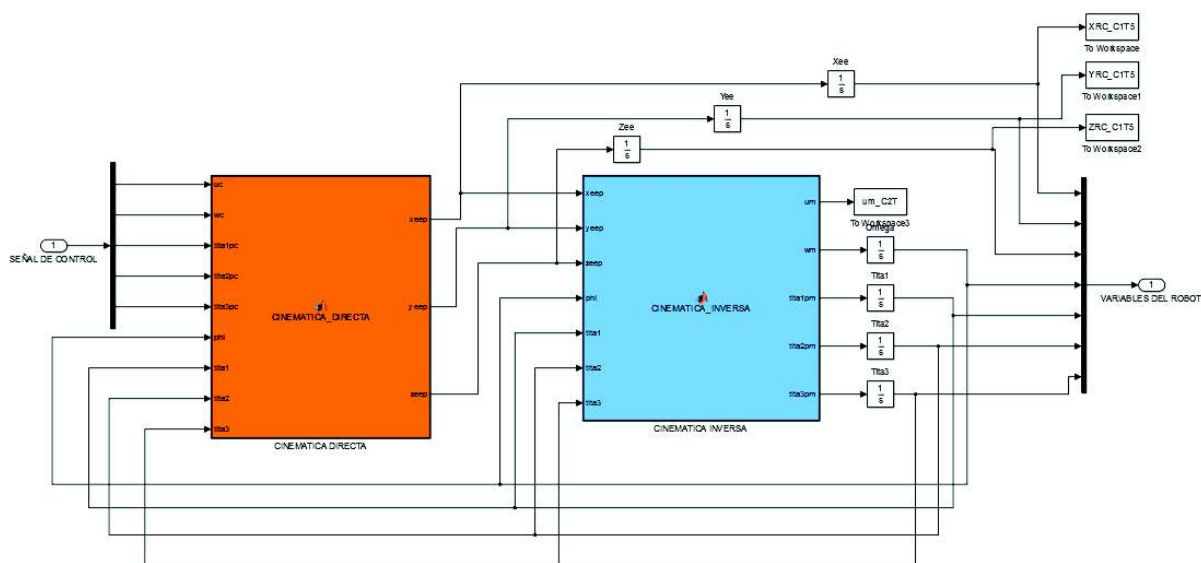 XRC_C1T5
To Workspace
Xee
1
s
YRC_C1T5
To Workspace1
Yee
1
s
ZRC_C1T5
To Workspace2
Zee
1
s
1
SEÑAL DE CONTROL
uc
wc
tita1pc
tita2pc
tita3pc
phi
tita1
tita2
tita3
CINEMATICA_DIRECTA
xeep
yeep
zeep
CINEMATICA DIRECTA
xeep
yeep
zeep
phi
tita1
tita2
tita3
CINEMATICA_INVERSA
um
wm
tita1pm
tita2pm
tita3pm
CINEMATICA INVERSA
um_C2T
To Workspace3
Omega
1
s
Tita1
1
s
Tita2
1
s
Tita3
1
s
1
VARIABLES DEL ROBOT